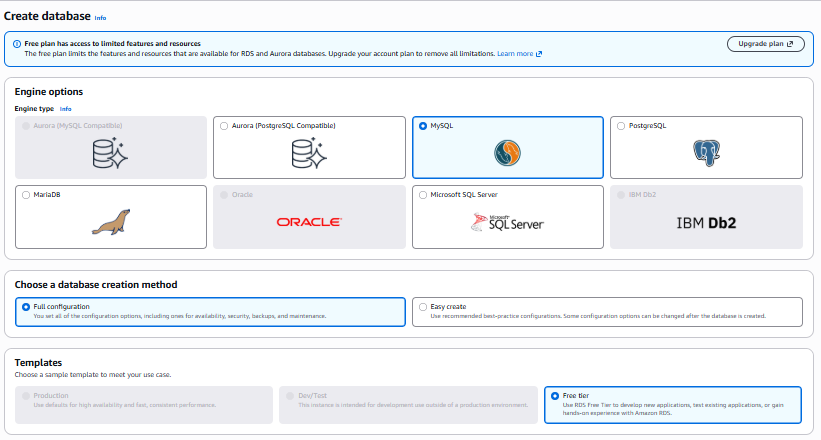 Create database Info
Free plan has access to limited features and resources
The free plan limits the features and resources that are available for RDS and Aurora databases. Upgrade your account plan to remove all limitations. Learn more
Upgrade plan
Engine options
Engine type Info
Aurora (MySQL Compatible)
Aurora (PostgreSQL Compatible)
MySQL
PostgreSQL
MariaDB
Oracle
ORACLE
Microsoft SQL Server
Microsoft
SQL Server
IBM Db2
IBM Db2
Choose a database creation method
Full configuration
You set all of the configuration options, including ones for availability, security, backups, and maintenance.
Easy create
Use recommended best-practice configurations. Some configuration options can be changed after the database is created.
Templates
Choose a sample template to meet your use case.
Production
Use defaults for high availability and fast, consistent performance.
Dev/Test
This instance is intended for development use outside of a production environment.
Free tier
Use RDS Free Tier to develop new applications, test existing applications, or gain
hands-on experience with Amazon RDS.